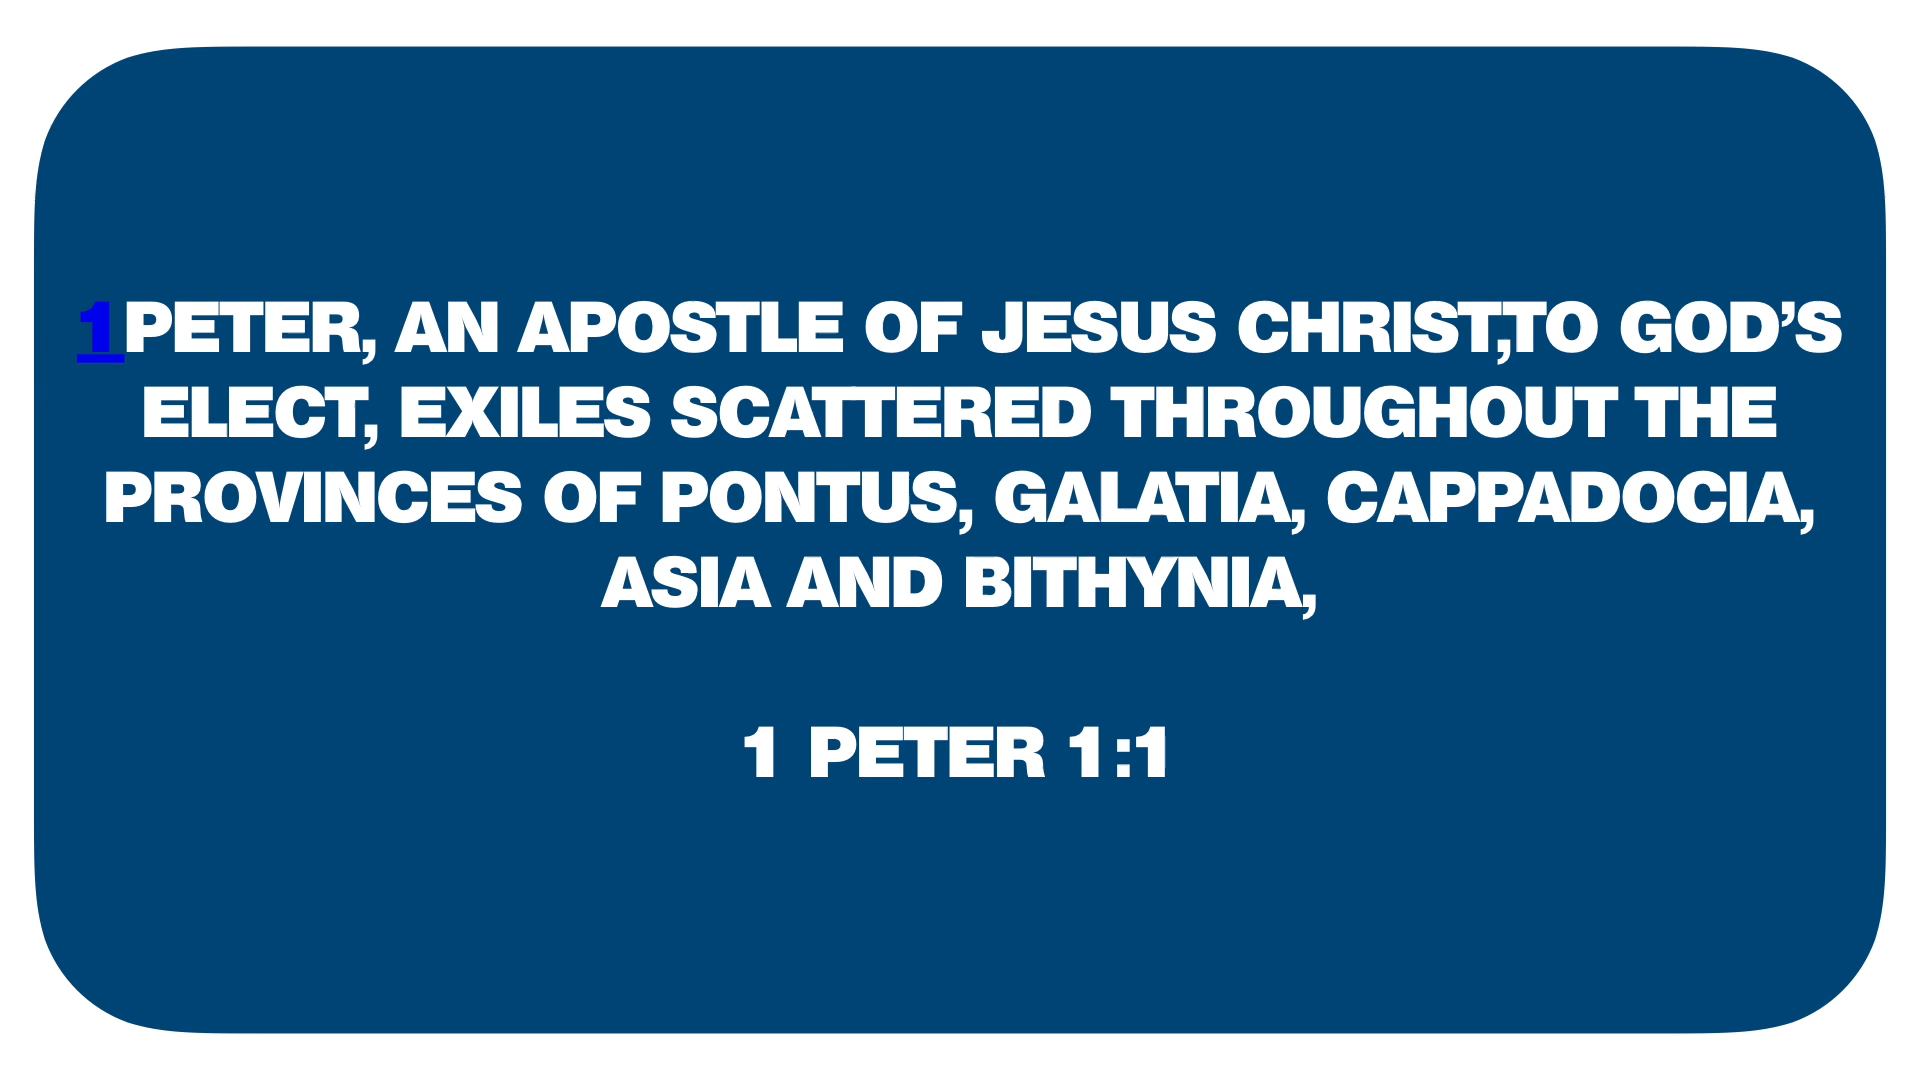 1PETER, AN APOSTLE OF JESUS CHRIST,TO GOD’S
ELECT, EXILES SCATTERED THROUGHOUT THE
PROVINCES OF PONTUS, GALATIA, CAPPADOCIA,
ASIA AND BITHYNIA,
1 PETER 1:1